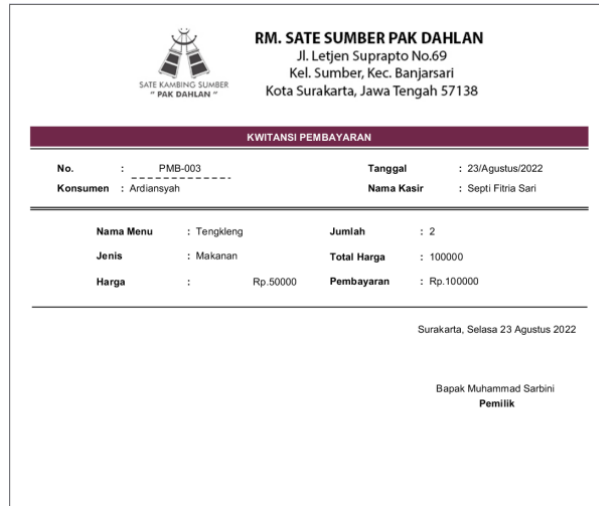 SATE KAMBING SUMBER
" PAK DAHLAN "
RM. SATE SUMBER PAK DAHLAN
Jl. Letjen Suprapto No.69
Kel. Sumber, Kec. Banjarsari
Kota Surakarta, Jawa Tengah 57138
KWITANSI PEMBAYARAN
No. : PMB-003 Tanggal : 23/Agustus/2022
Konsumen : Ardiansyah Nama Kasir : Septi Fitria Sari
Nama Menu : Tengkleng Jumlah : 2
Jenis : Makanan Total Harga : 100000
Harga : Rp.50000 Pembayaran : Rp.100000
Surakarta, Selasa 23 Agustus 2022
Bapak Muhammad Sarbini
Pemilik